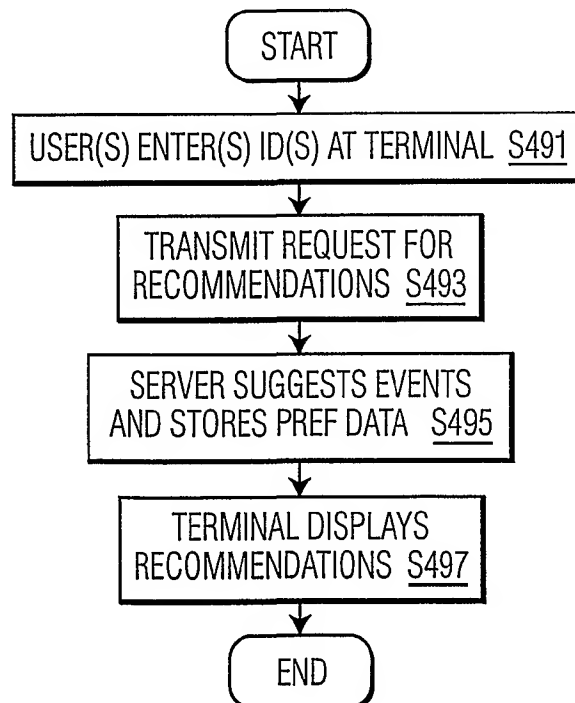 START
USER(S) ENTER(S) ID(S) AT TERMINAL S491
TRANSMIT REQUEST FOR
RECOMMENDATIONS S493
SERVER SUGGESTS EVENTS
AND STORES PREF DATA S495
TERMINAL DISPLAYS
RECOMMENDATIONS S497
END